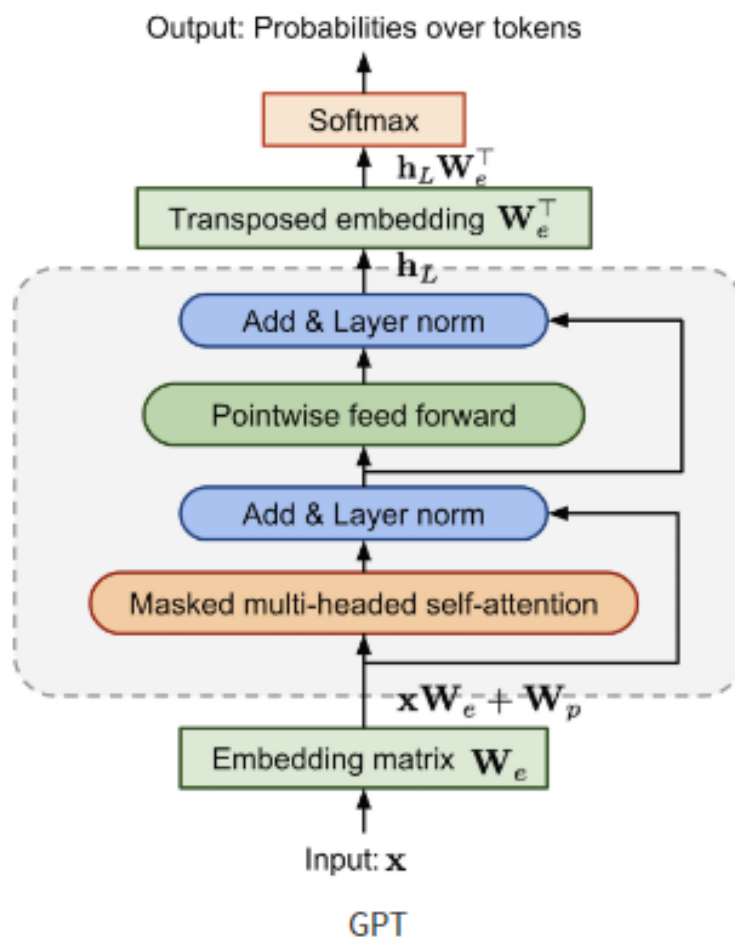 Output: Probabilities over tokens
Softmax
h_L W_e^⊤
Transposed embedding W_e^⊤
h_L
Add & Layer norm
Pointwise feed forward
Add & Layer norm
Masked multi-headed self-attention
xW_e + W_p
Embedding matrix W_e
Input: x
GPT